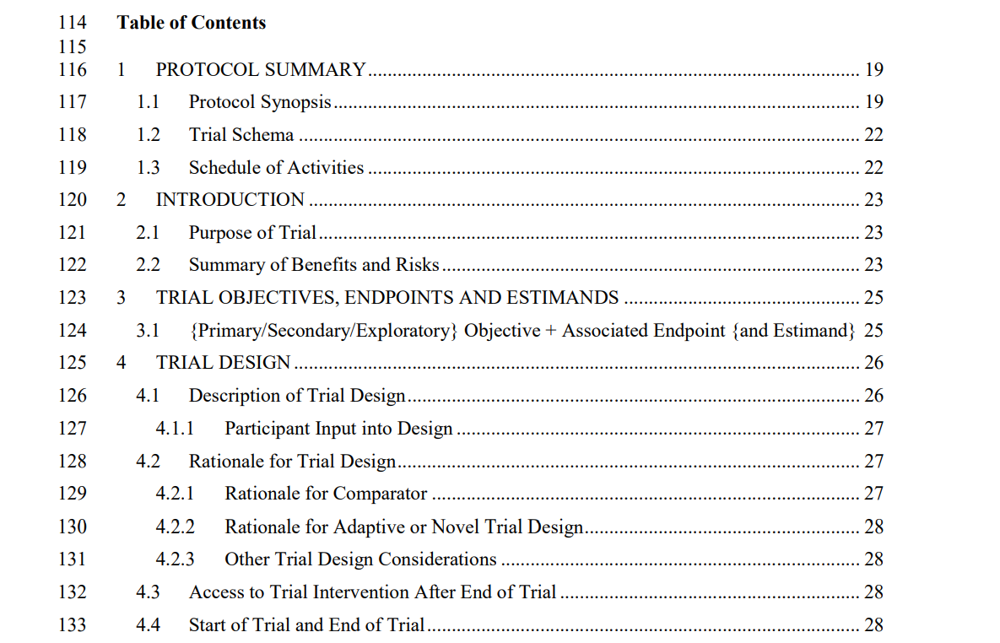 114 Table of Contents
115
116 1 PROTOCOL SUMMARY.......... 19
117 1.1 Protocol Synopsis.......... 19
118 1.2 Trial Schema .......... 22
119 1.3 Schedule of Activities .......... 22
120 2 INTRODUCTION .......... 23
121 2.1 Purpose of Trial.......... 23
122 2.2 Summary of Benefits and Risks.......... 23
123 3 TRIAL OBJECTIVES, ENDPOINTS AND ESTIMANDS .......... 25
124 3.1 {Primary/Secondary/Exploratory} Objective + Associated Endpoint {and Estimand} 25
125 4 TRIAL DESIGN .......... 26
126 4.1 Description of Trial Design.......... 26
127 4.1.1 Participant Input into Design .......... 27
128 4.2 Rationale for Trial Design.......... 27
129 4.2.1 Rationale for Comparator .......... 27
130 4.2.2 Rationale for Adaptive or Novel Trial Design.......... 28
131 4.2.3 Other Trial Design Considerations .......... 28
132 4.3 Access to Trial Intervention After End of Trial .......... 28
133 4.4 Start of Trial and End of Trial.......... 28